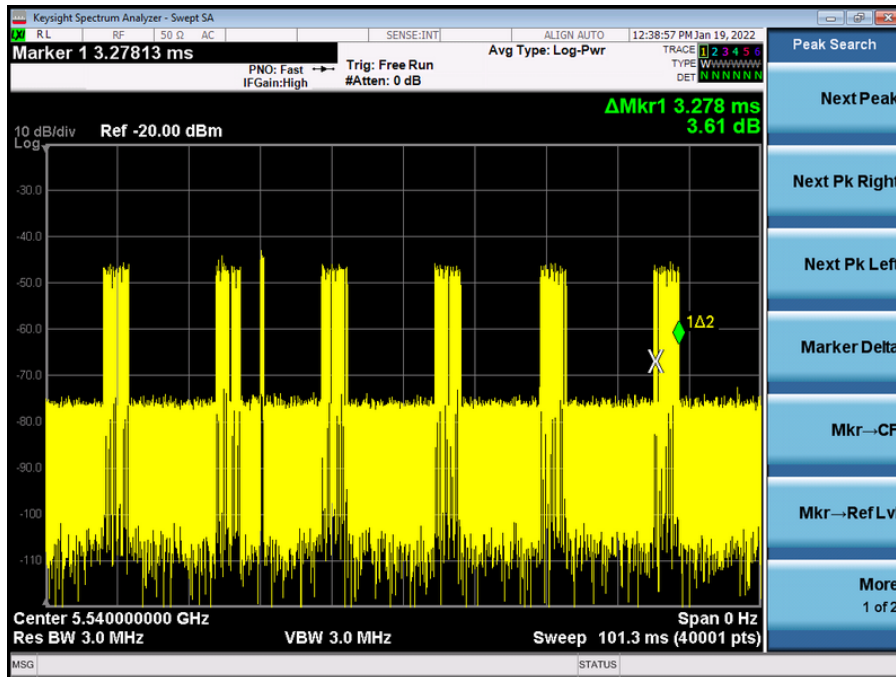 Keysight Spectrum Analyzer - Swept SA
LXI RL RF 50 Ω AC SENSE:INT ALIGN AUTO 12:38:57 PM Jan 19, 2022
Marker 1 3.27813 ms
PNO: Fast
IFGain:High
Trig: Free Run
#Atten: 0 dB
Avg Type: Log-Pwr
TRACE 1 2 3 4 5 6
TYPE W
DET N N N N N N
Peak Search
ΔMkr1 3.278 ms
3.61 dB
10 dB/div Ref -20.00 dBm
Log
-30.0
-40.0
-50.0
-60.0
-70.0
-80.0
-90.0
-100
-110
1Δ2
X
Center 5.540000000 GHz Span 0 Hz
Res BW 3.0 MHz VBW 3.0 MHz Sweep 101.3 ms (40001 pts)
MSG STATUS
Next Peak
Next Pk Right
Next Pk Left
Marker Delta
Mkr→CF
Mkr→Ref Lvl
More
1 of 2